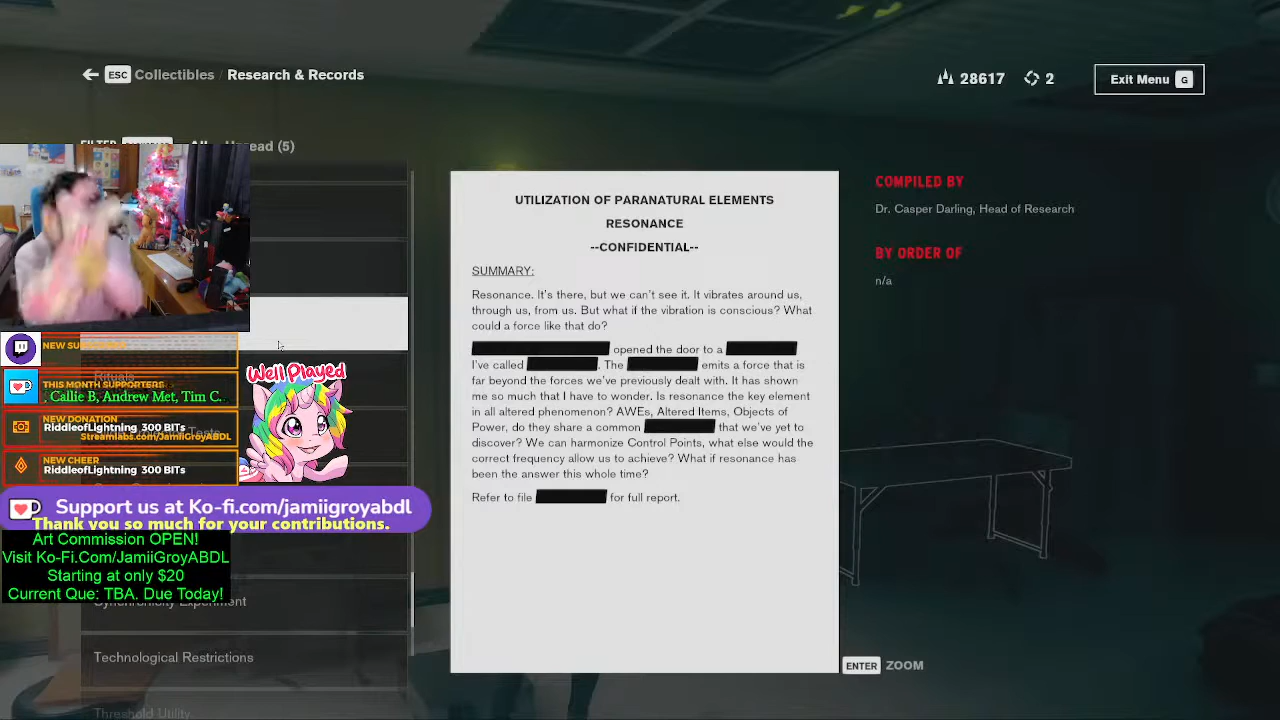 ESC Collectibles / Research & Records
28617
2
Exit Menu G
All Unread (5)
UTILIZATION OF PARANATURAL ELEMENTS
RESONANCE
--CONFIDENTIAL--
SUMMARY:
Resonance. It's there, but we can't see it. It vibrates around us,
through us, from us. But what if the vibration is conscious? What
could a force like that do?
opened the door to a
I've called . The emits a force that is
far beyond the forces we've previously dealt with. It has shown
me so much that I have to wonder. Is resonance the key element
in all altered phenomenon? AWEs, Altered Items, Objects of
Power, do they share a common that we've yet to
discover? We can harmonize Control Points, what else would the
correct frequency allow us to achieve? What if resonance has
been the answer this whole time?
Refer to file for full report.
COMPILED BY
Dr. Casper Darling, Head of Research
BY ORDER OF
n/a
ENTER ZOOM
NEW SU
Rituals
THIS MONTH SUPPORTERS
Callie B, Andrew Met, Tim C..
NEW DONATION
RiddleofLightning 300 BITs
Streamlabs.com/JamiiGroyABDL
NEW CHEER
RiddleofLightning 300 BITs
Well Played
Support us at Ko-fi.com/jamiigroyabdl
Thank you so much for your contributions.
Art Commission OPEN!
Visit Ko-Fi.Com/JamiiGroyABDL
Starting at only $20
Current Que: TBA. Due Today!
Synchronicity Experiment
Technological Restrictions
Threshold Utility